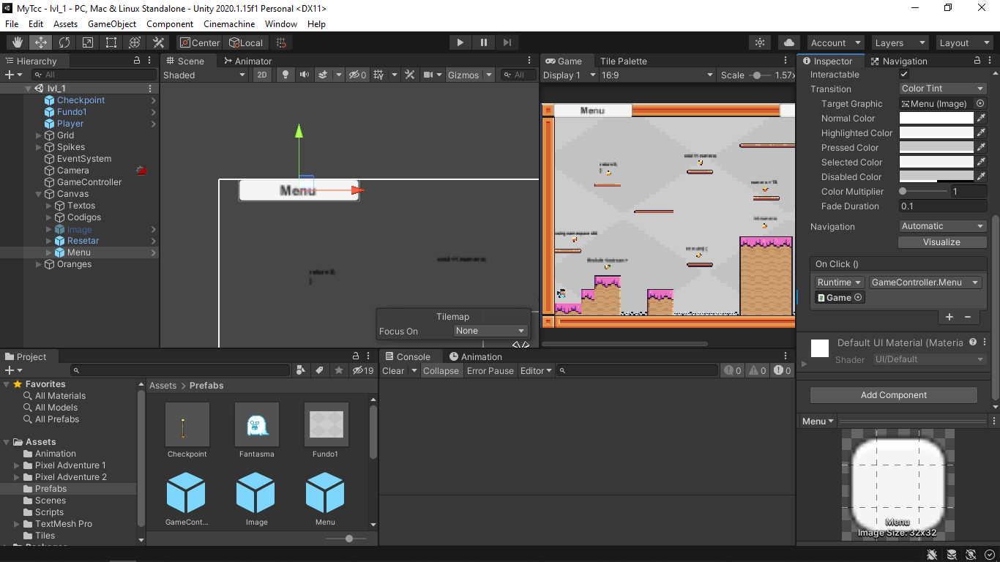 MyTcc - lvl_1 - PC, Mac & Linux Standalone - Unity 2020.1.15f1 Personal <DX11>
File Edit Assets GameObject Component Cinemachine Window Help
Center Local Account Layers Layout
Hierarchy
All
lvl_1
Checkpoint
Fundo1
Player
Grid
Spikes
EventSystem
Camera
GameController
Canvas
Textos
Codigos
Image
Resetar
Menu
Oranges
Scene Animator
Shaded 2D 0 Gizmos All
Menu
return 0;
}
Tilemap
Focus On None
Game Tile Palette
Display 1 16:9 Scale 1.57x
Menu
return 0;
}
Inspector Navigation
Interactable
Transition Color Tint
Target Graphic Menu (Image)
Normal Color
Highlighted Color
Pressed Color
Selected Color
Disabled Color
Color Multiplier 1
Fade Duration 0.1
Navigation Automatic
Visualize
On Click ()
Runtime GameController.Menu
Game
+ −
Default UI Material (Materia
Shader UI/Default
Add Component
Menu
Menu
Image Size: 32x32
Project
19
Favorites
All Materials
All Models
All Prefabs
Assets
Animation
Pixel Adventure 1
Pixel Adventure 2
Prefabs
Scenes
Scripts
TextMesh Pro
Tiles
Assets > Prefabs
Checkpoint Fantasma Fundo1
GameCont... Image Menu
Console Animation
Clear Collapse Error Pause Editor 0 0 0